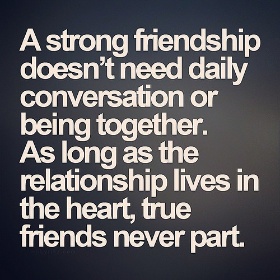 A strong friendship
doesn't need daily
conversation or
being together.
As long as the
relationship lives in
the heart, true
friends never part.